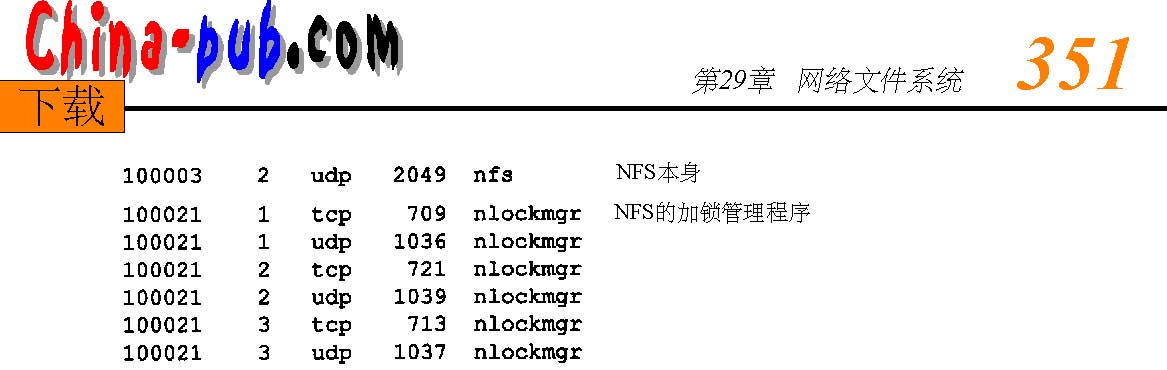 China-pub.com
第29章 网络文件系统 351
下载
100003 2 udp 2049 nfs NFS本身
100021 1 tcp 709 nlockmgr NFS的加锁管理程序
100021 1 udp 1036 nlockmgr
100021 2 tcp 721 nlockmgr
100021 2 udp 1039 nlockmgr
100021 3 tcp 713 nlockmgr
100021 3 udp 1037 nlockmgr